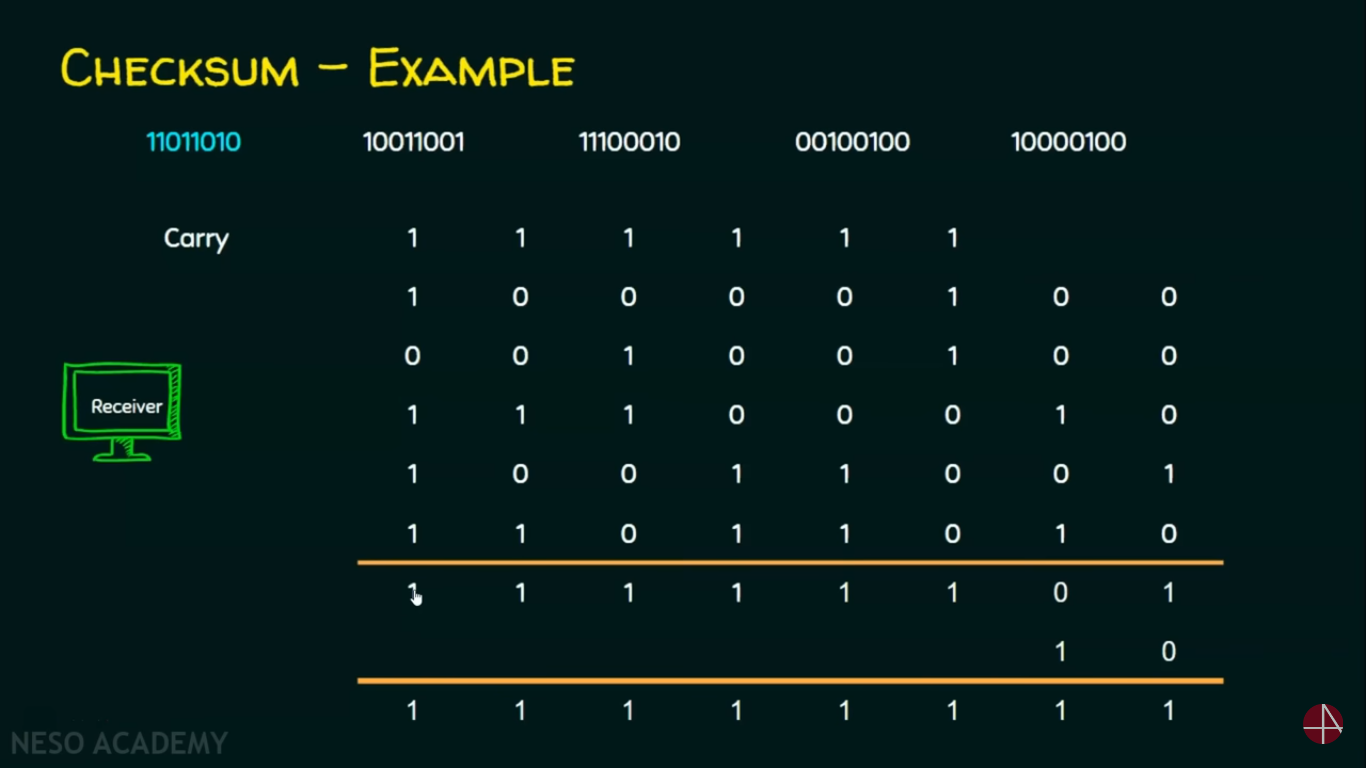 CHECKSUM – EXAMPLE
11011010 10011001 11100010 00100100 10000100
Carry 1 1 1 1 1 1
1 0 0 0 0 1 0 0
0 0 1 0 0 1 0 0
1 1 1 0 0 0 1 0
Receiver
1 0 0 1 1 0 0 1
1 1 0 1 1 0 1 0
1 1 1 1 1 1 0 1
1 0
1 1 1 1 1 1 1 1
NESO ACADEMY